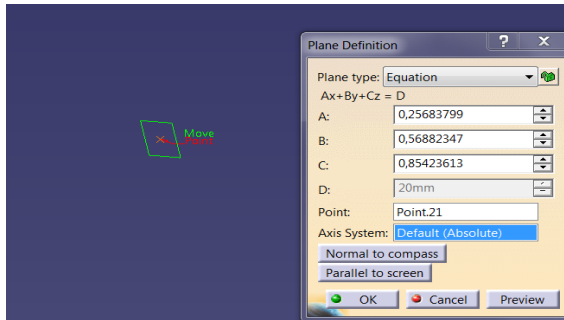 Plane Definition
? X
Plane type: Equation
Ax+By+Cz = D
A: 0,25683799
B: 0,56882347
C: 0,85423613
D: 20mm
Point: Point.21
Axis System: Default (Absolute)
Normal to compass
Parallel to screen
OK Cancel Preview
Move